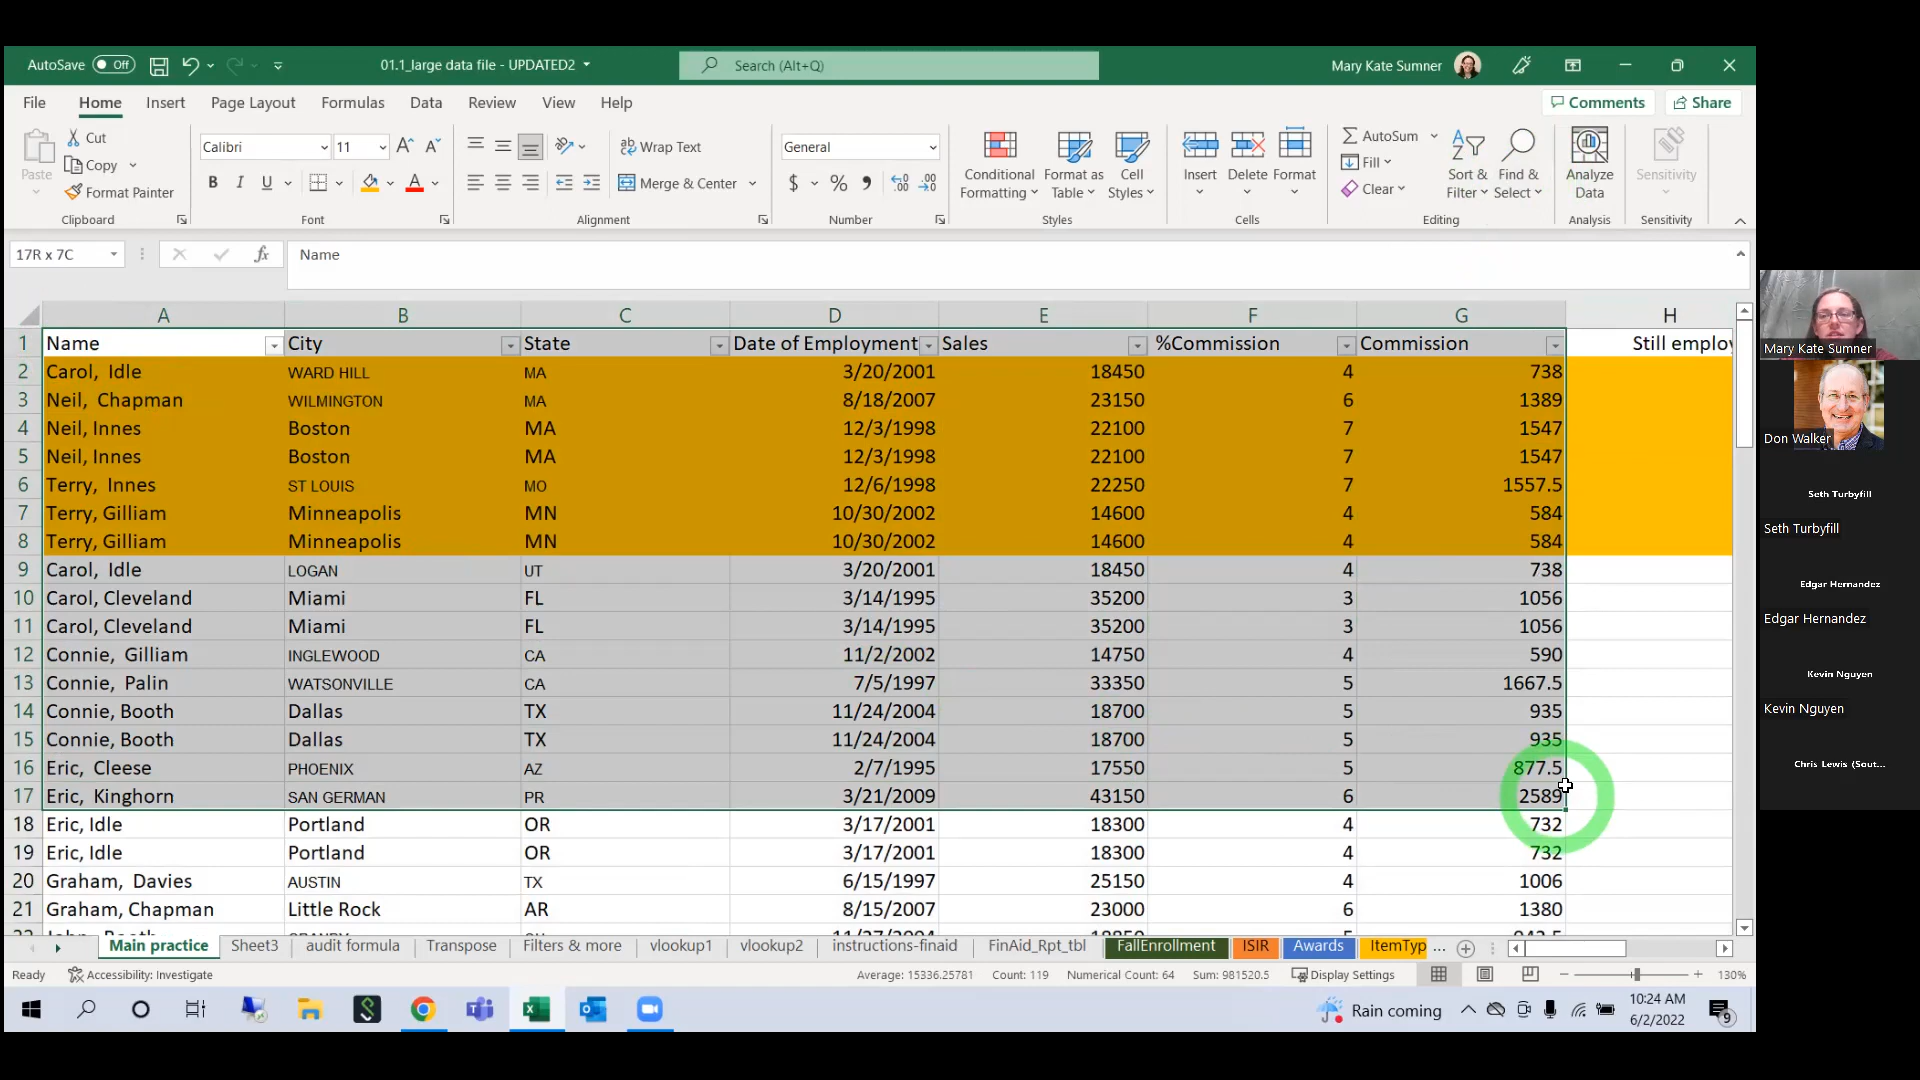 AutoSave Off 01.1_large data file - UPDATED2 Search (Alt+Q) Mary Kate Sumner
File Home Insert Page Layout Formulas Data Review View Help Comments Share
Paste Cut Copy Format Painter Clipboard
Calibri 11 B I U Font
Wrap Text Merge & Center Alignment
General $ % Number
Conditional Formatting Format as Table Cell Styles Styles
Insert Delete Format Cells
AutoSum Fill Clear Sort & Filter Find & Select Editing
Analyze Data Analysis
Sensitivity Sensitivity
17R x 7C fx Name
A B C D E F G H
1 Name City State Date of Employment Sales %Commission Commission Still employ
2 Carol, Idle WARD HILL MA 3/20/2001 18450 4 738
3 Neil, Chapman WILMINGTON MA 8/18/2007 23150 6 1389
4 Neil, Innes Boston MA 12/3/1998 22100 7 1547
5 Neil, Innes Boston MA 12/3/1998 22100 7 1547
6 Terry, Innes ST LOUIS MO 12/6/1998 22250 7 1557.5
7 Terry, Gilliam Minneapolis MN 10/30/2002 14600 4 584
8 Terry, Gilliam Minneapolis MN 10/30/2002 14600 4 584
9 Carol, Idle LOGAN UT 3/20/2001 18450 4 738
10 Carol, Cleveland Miami FL 3/14/1995 35200 3 1056
11 Carol, Cleveland Miami FL 3/14/1995 35200 3 1056
12 Connie, Gilliam INGLEWOOD CA 11/2/2002 14750 4 590
13 Connie, Palin WATSONVILLE CA 7/5/1997 33350 5 1667.5
14 Connie, Booth Dallas TX 11/24/2004 18700 5 935
15 Connie, Booth Dallas TX 11/24/2004 18700 5 935
16 Eric, Cleese PHOENIX AZ 2/7/1995 17550 5 877.5
17 Eric, Kinghorn SAN GERMAN PR 3/21/2009 43150 6 2589
18 Eric, Idle Portland OR 3/17/2001 18300 4 732
19 Eric, Idle Portland OR 3/17/2001 18300 4 732
20 Graham, Davies AUSTIN TX 6/15/1997 25150 4 1006
21 Graham, Chapman Little Rock AR 8/15/2007 23000 6 1380
Main practice Sheet3 audit formula Transpose Filters & more vlookup1 vlookup2 instructions-finaid FinAid_Rpt_tbl FallEnrollment ISIR Awards ItemTyp ...
Ready Accessibility: Investigate Average: 15336.25781 Count: 119 Numerical Count: 64 Sum: 981520.5 Display Settings 130%
Rain coming 10:24 AM
6/2/2022 9
Mary Kate Sumner
Don Walker
Seth Turbyfill
Seth Turbyfill
Edgar Hernandez
Edgar Hernandez
Kevin Nguyen
Kevin Nguyen
Chris Lewis (Sout...